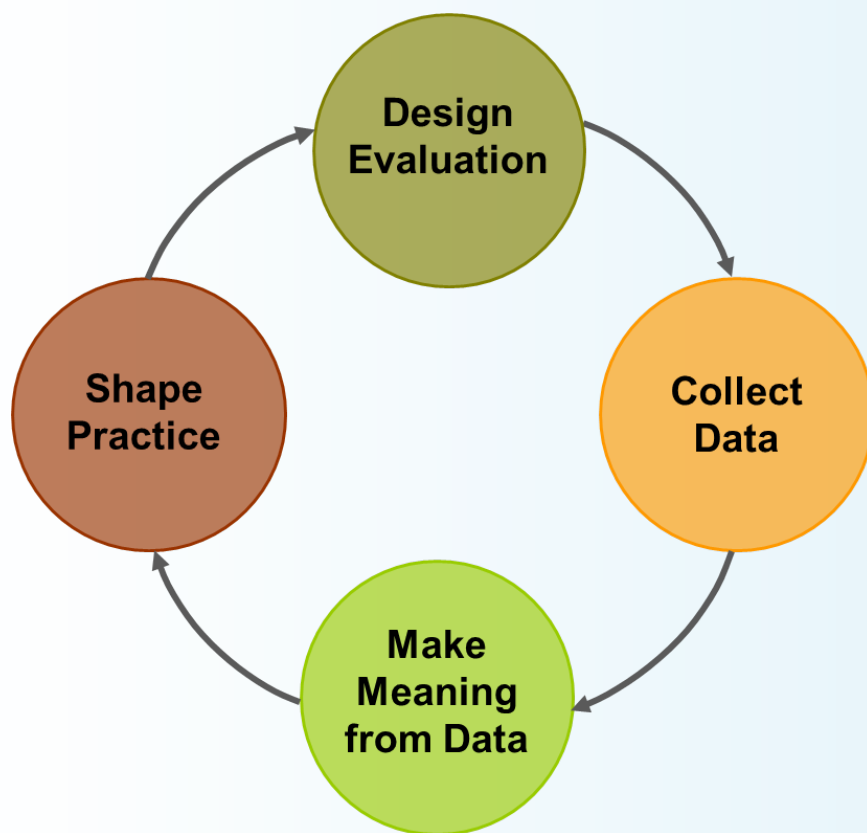 Design
Evaluation
Collect
Data
Make
Meaning
from Data
Shape
Practice